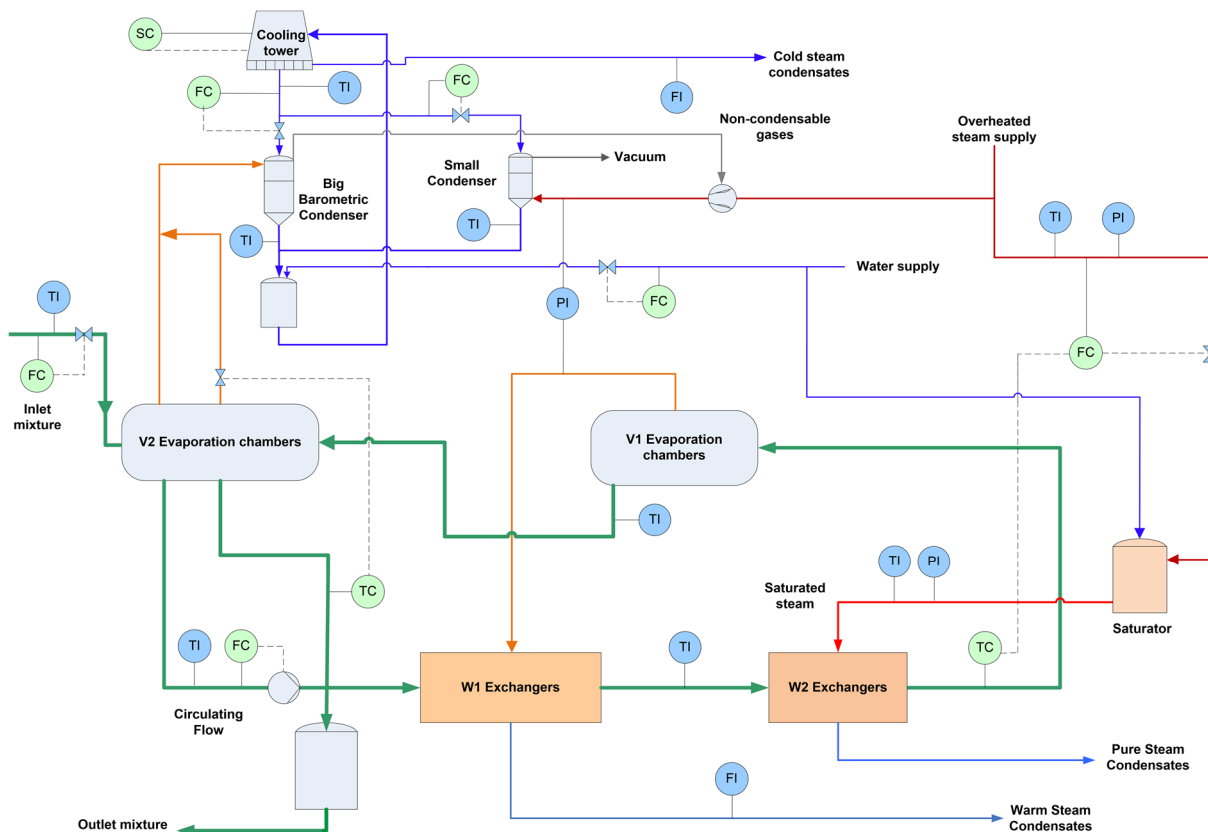 SC
Cooling
tower
FC
TI
FC
FI
Cold steam
condensates
Non-condensable
gases
Overheated
steam supply
Vacuum
Small
Condenser
Big
Barometric
Condenser
TI
TI
TI
PI
Water supply
TI
PI
FC
FC
FC
Inlet
mixture
V2 Evaporation chambers
V1 Evaporation
chambers
TI
TC
TI
PI
Saturated
steam
Saturator
TI
FC
TI
TC
W1 Exchangers
W2 Exchangers
Circulating
Flow
Pure Steam
Condensates
FI
Warm Steam
Condensates
Outlet mixture